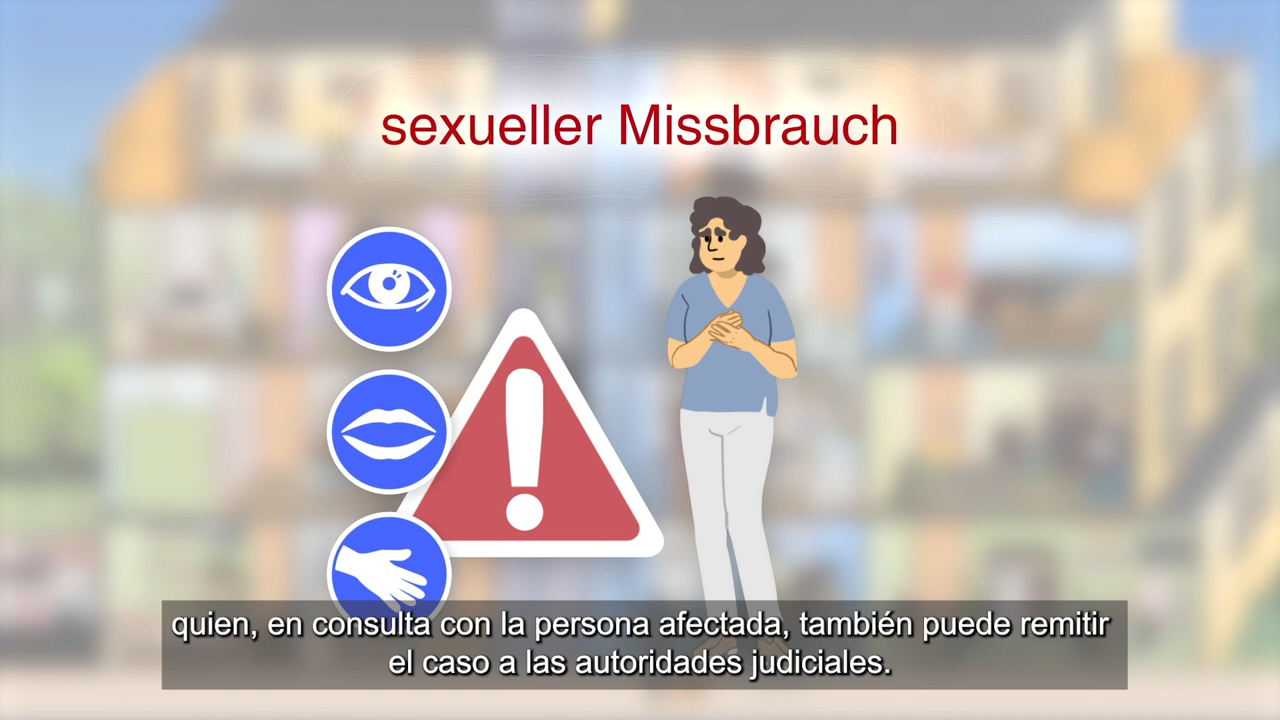 sexueller Missbrauch
quien, en consulta con la persona afectada, también puede remitir
el caso a las autoridades judiciales.